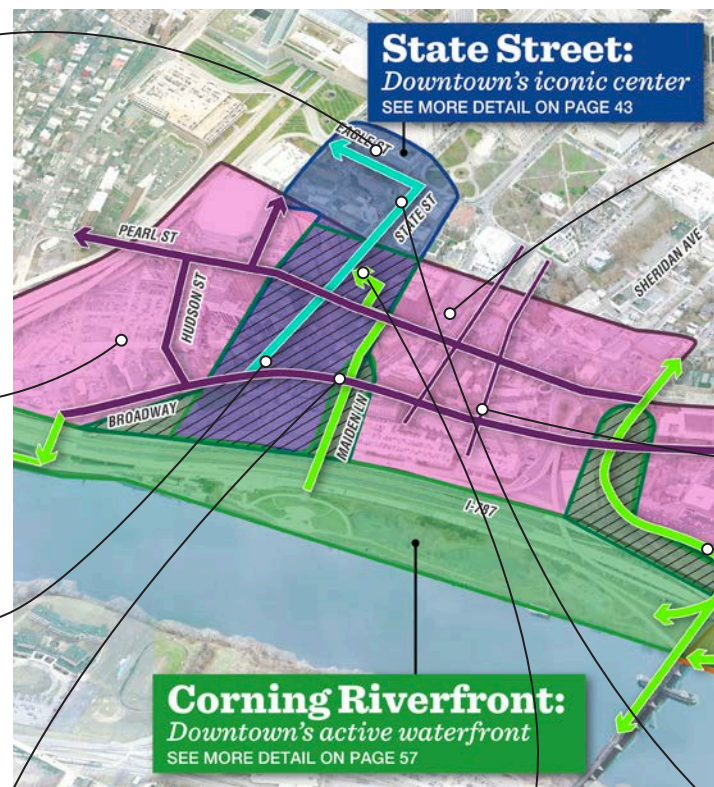 State Street:
Downtown's iconic center
SEE MORE DETAIL ON PAGE 43
EAGLE ST
STATE ST
PEARL ST
HUDSON ST
SHERIDAN AVE
BROADWAY
MAIDEN LN
I-787
Corning Riverfront:
Downtown's active waterfront
SEE MORE DETAIL ON PAGE 57